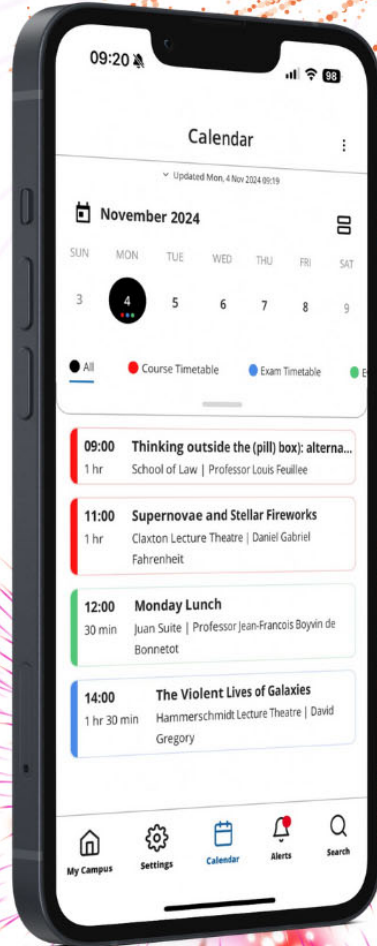 09:20
98
Calendar
Updated Mon, 4 Nov 2024 09:19
November 2024
SUN MON TUE WED THU FRI SAT
3 4 5 6 7 8 9
All Course Timetable Exam Timetable E
09:00 Thinking outside the (pill) box): alterna...
1 hr School of Law | Professor Louis Feuillee
11:00 Supernovae and Stellar Fireworks
1 hr Claxton Lecture Theatre | Daniel Gabriel
Fahrenheit
12:00 Monday Lunch
30 min Juan Suite | Professor Jean-Francois Boyvin de
Bonnetot
14:00 The Violent Lives of Galaxies
1 hr 30 min Hammerschmidt Lecture Theatre | David
Gregory
My Campus Settings Calendar Alerts Search